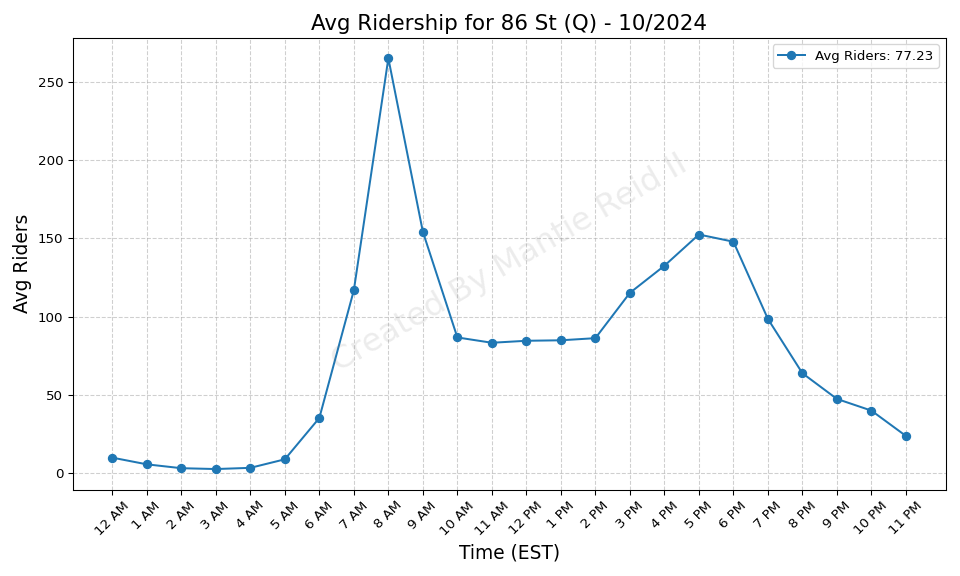 Avg Ridership for 86 St (Q) - 10/2024
Avg Riders: 77.23
250
200
150
100
50
0
Avg Riders
Created By Mantle Reid II
12 AM
1 AM
2 AM
3 AM
4 AM
5 AM
6 AM
7 AM
8 AM
9 AM
10 AM
11 AM
12 PM
1 PM
2 PM
3 PM
4 PM
5 PM
6 PM
7 PM
8 PM
9 PM
10 PM
11 PM
Time (EST)